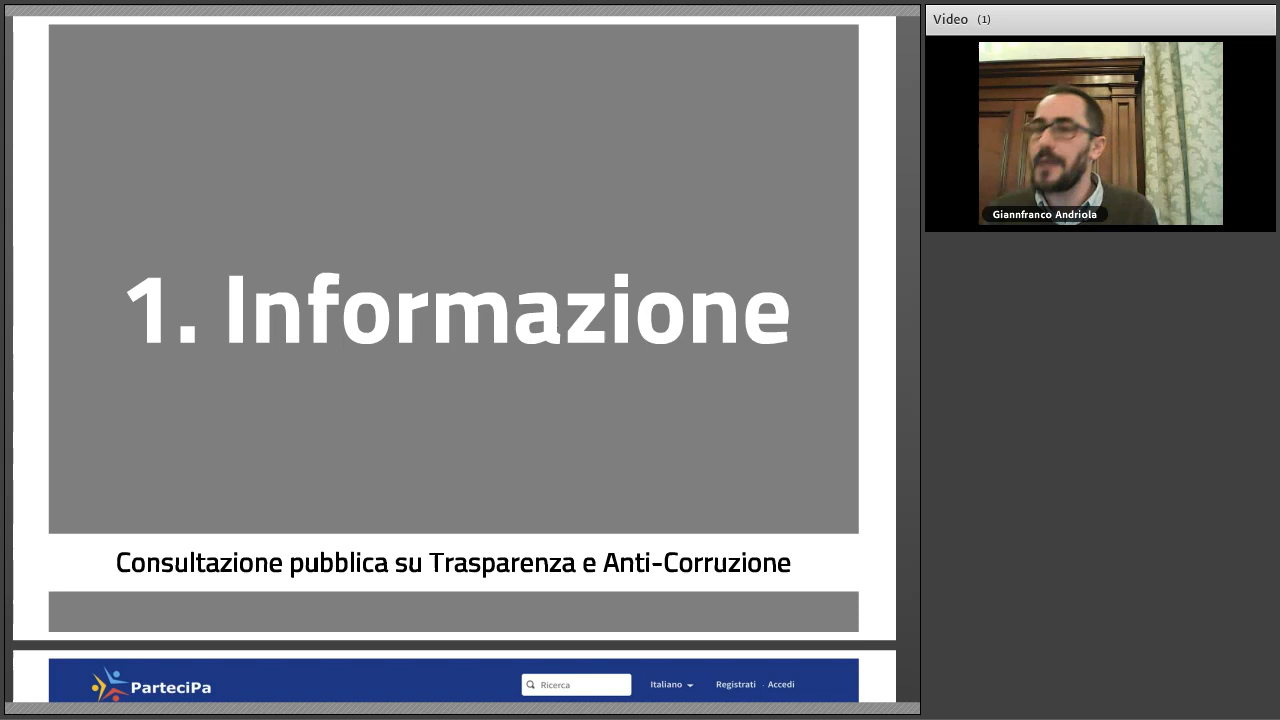 Video (1)
Giannfranco Andriola
1. Informazione
Consultazione pubblica su Trasparenza e Anti-Corruzione
ParteciPa
Ricerca
Italiano
Registrati - Accedi